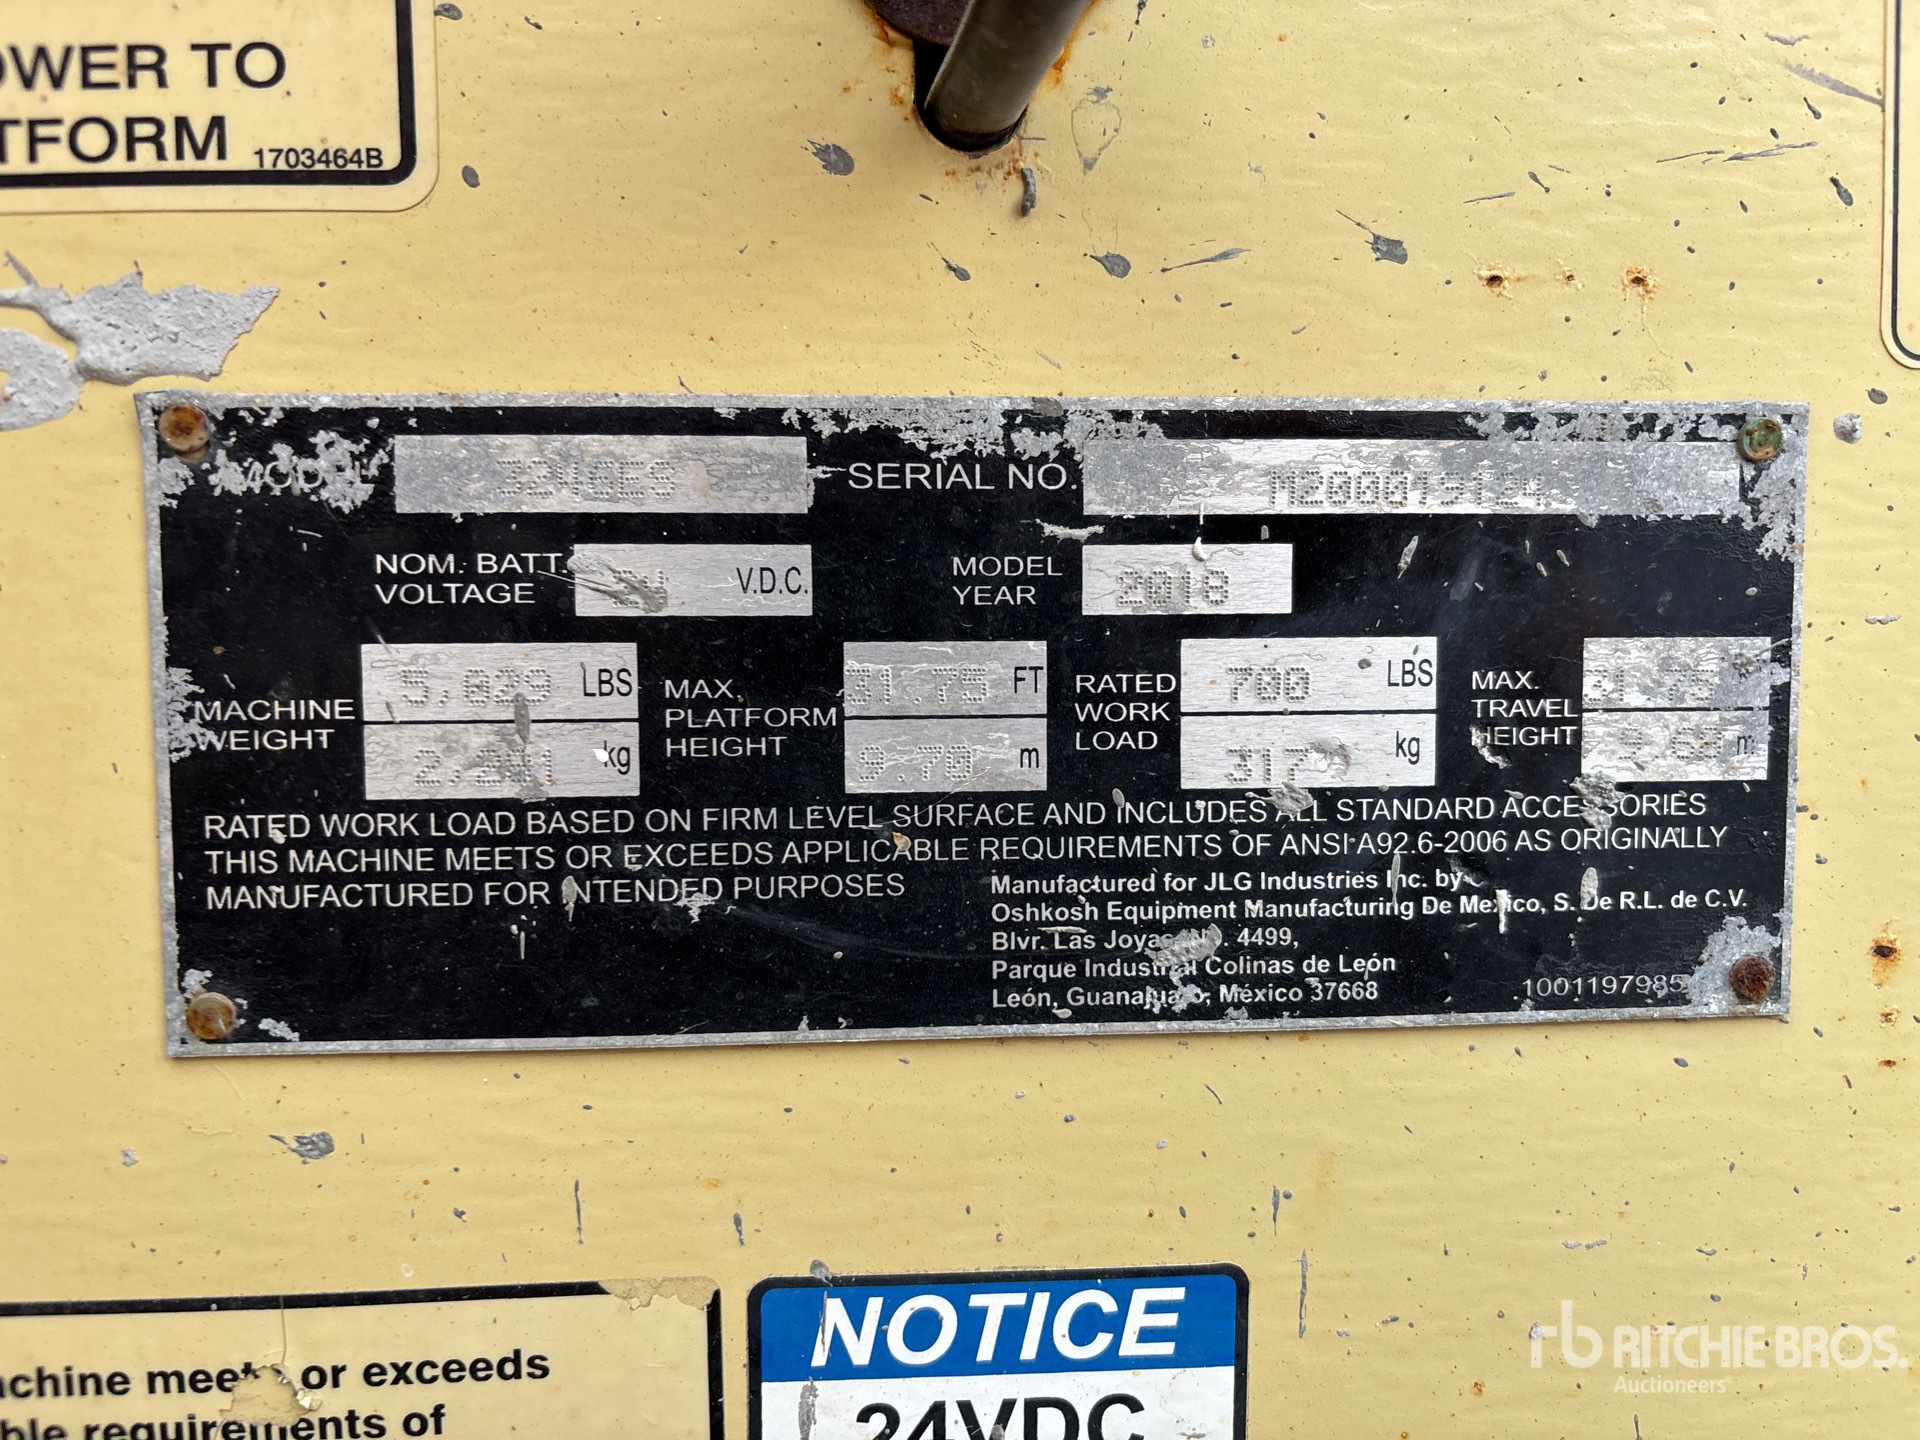 OWER TO
TFORM 1703464B
MODEL 3246ES SERIAL NO. M200019124
NOM. BATT. VOLTAGE V.D.C. MODEL YEAR 2018
MACHINE WEIGHT 5,029 LBS kg
MAX. PLATFORM HEIGHT 31.75 FT 9.70 m
RATED WORK LOAD 700 LBS 317 kg
MAX. TRAVEL HEIGHT m
RATED WORK LOAD BASED ON FIRM LEVEL SURFACE AND INCLUDES ALL STANDARD ACCESSORIES
THIS MACHINE MEETS OR EXCEEDS APPLICABLE REQUIREMENTS OF ANSI A92.6-2006 AS ORIGINALLY
MANUFACTURED FOR INTENDED PURPOSES
Manufactured for JLG Industries Inc. by
Oshkosh Equipment Manufacturing De Mexico, S. De R.L. de C.V.
Blvr. Las Joyas No. 4499,
Parque Industrial Colinas de León
León, Guanajuato, México 37668
1001197985
achine meets or exceeds
ble requirements of
NOTICE
24VDC
rb RITCHIE BROS.
Auctioneers